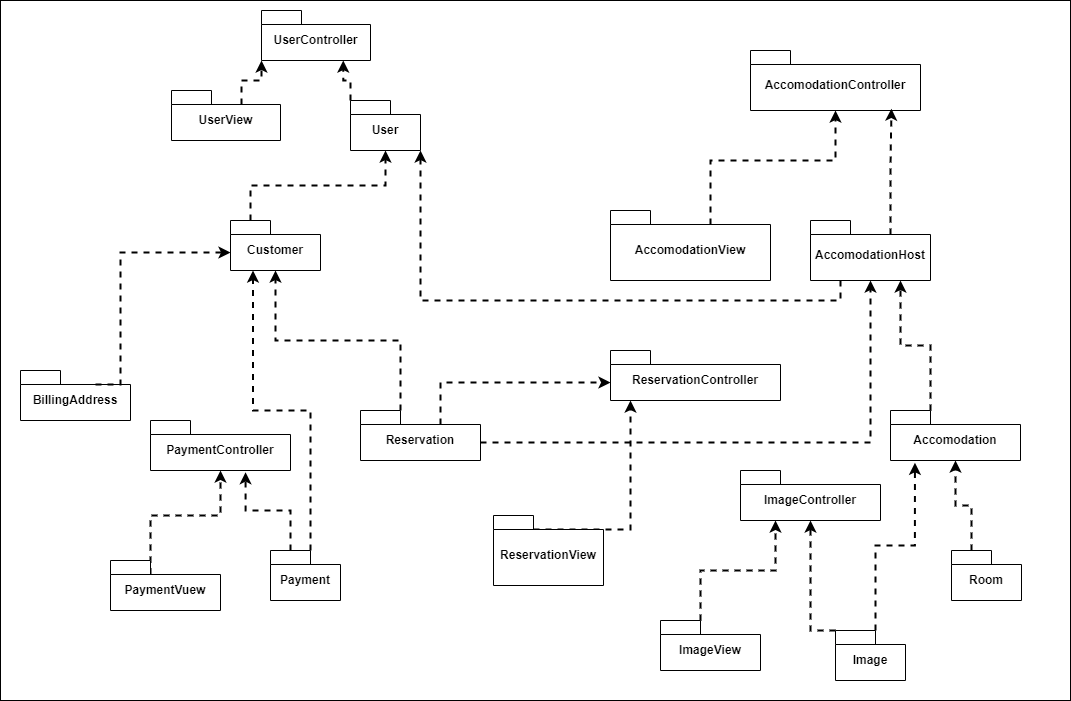 UserController
AccomodationController
UserView
User
Customer
AccomodationView
AccomodationHost
ReservationController
BillingAddress
Reservation
Accomodation
PaymentController
ImageController
ReservationView
Payment
Room
PaymentVuew
ImageView
Image